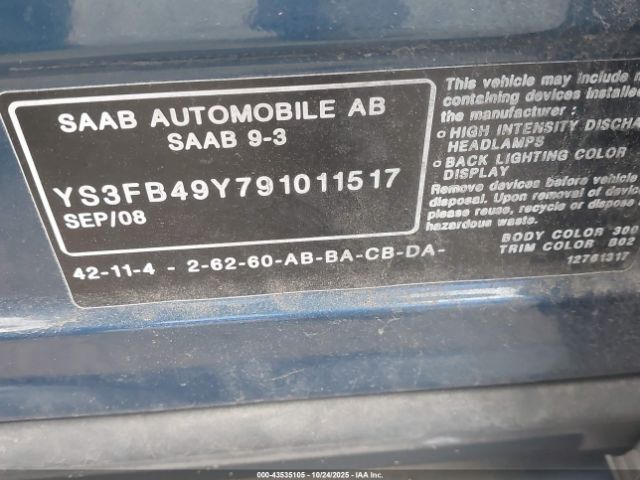 SAAB AUTOMOBILE AB
SAAB 9-3
YS3FB49Y791011517
SEP/08
42-11-4 - 2-62-60-AB-BA-CB-DA-
This vehicle may include
containing devices installed
the manufacturer:
o HIGH INTENSITY DISCHA
HEADLAMPS
o BACK LIGHTING COLOR
DISPLAY
Remove devices before vehicle
disposal. Upon removal of dev
please reuse, recycle or dispose
hazardous waste.
BODY COLOR 300
TRIM COLOR B02
12761317
000-43535105 - 10/24/2025 - IAA Inc.